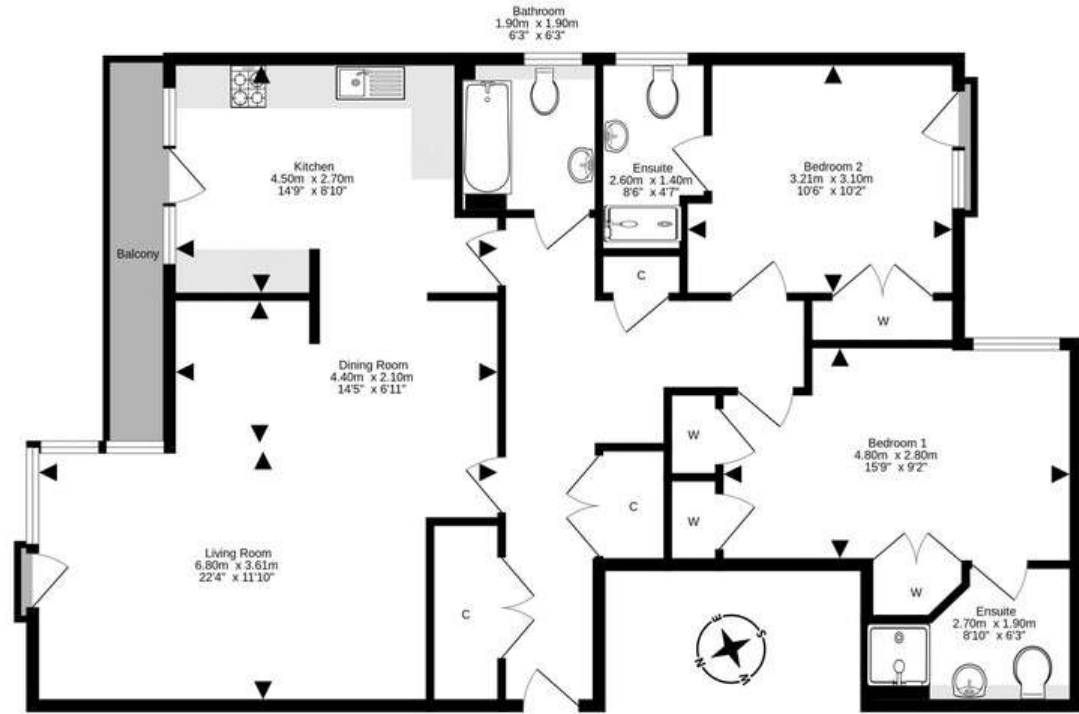 Bathroom
1.90m x 1.90m
6'3" x 6'3"
Kitchen
4.50m x 2.70m
14'9" x 8'10"
Ensuite
2.60m x 1.40m
8'6" x 4'7"
Bedroom 2
3.21m x 3.10m
10'6" x 10'2"
Balcony
C
W
Dining Room
4.40m x 2.10m
14'5" x 6'11"
W
Bedroom 1
4.80m x 2.80m
15'9" x 9'2"
W
C
Living Room
6.80m x 3.61m
22'4" x 11'10"
C
W
Ensuite
2.70m x 1.90m
8'10" x 6'3"
E
S
N
W